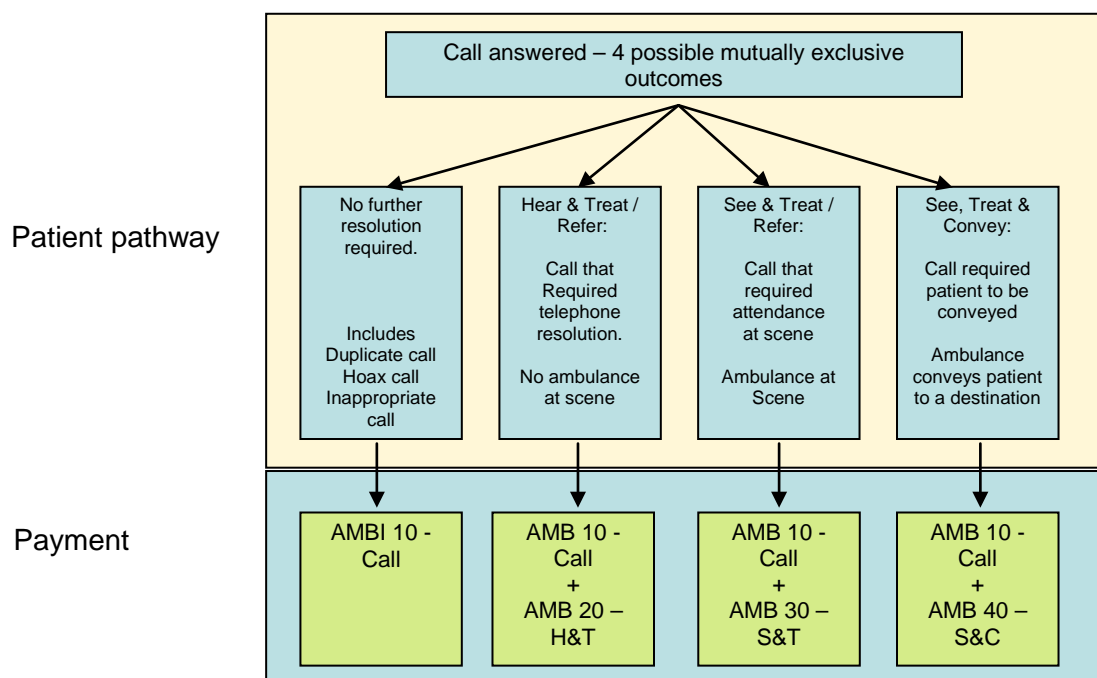 Call answered – 4 possible mutually exclusive
outcomes
Patient pathway
No further
resolution
required.
Includes
Duplicate call
Hoax call
Inappropriate
call
Hear & Treat /
Refer:
Call that
Required
telephone
resolution.
No ambulance
at scene
See & Treat /
Refer:
Call that
required
attendance
at scene
Ambulance at
Scene
See, Treat &
Convey:
Call required
patient to be
conveyed
Ambulance
conveys patient
to a destination
Payment
AMBI 10 -
Call
AMB 10 -
Call
+
AMB 20 –
H&T
AMB 10 -
Call
+
AMB 30 –
S&T
AMB 10 -
Call
+
AMB 40 –
S&C